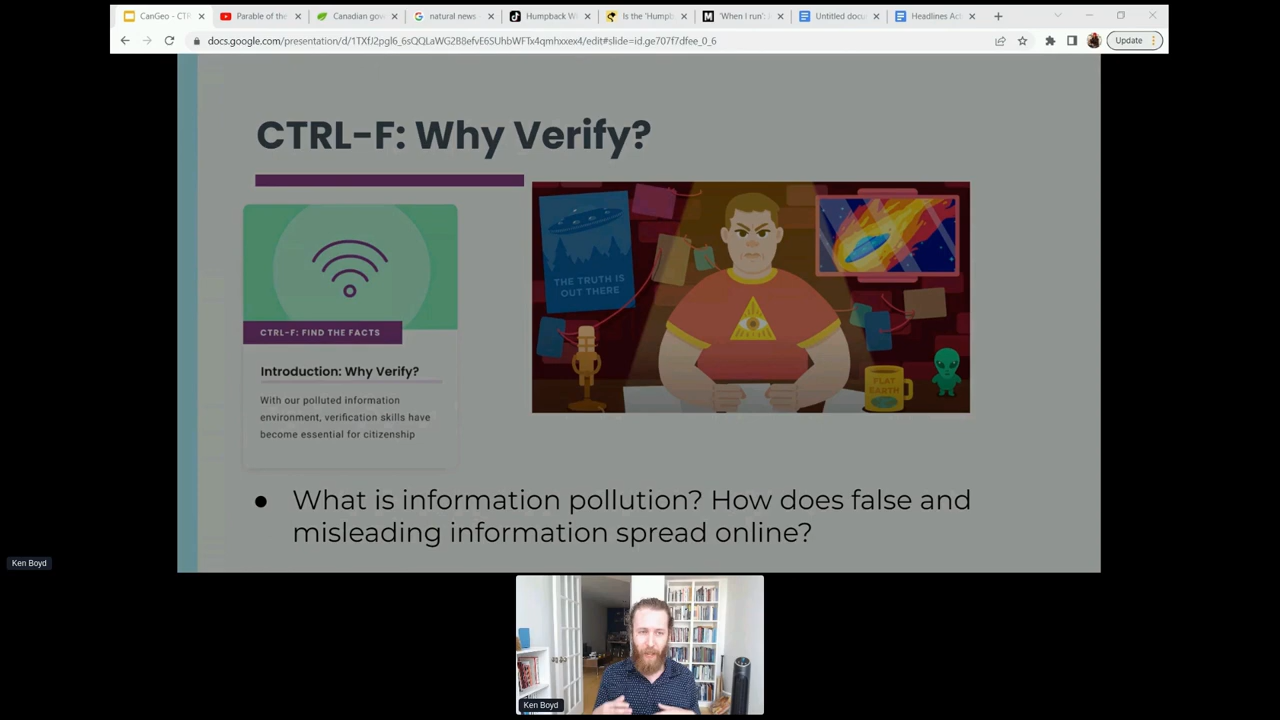 CanGeo - CTR
Parable of the
Canadian gov
natural news
Humpback W
Is the 'Humpb
'When I run':
Untitled docu
Headlines Act
docs.google.com/presentation/d/1TXfJ2pgl6_6sQQLaWG2B8efvE6SUhbWFTx4qmhxxex4/edit#slide=id.ge707f7dfee_0_6
Update
CTRL-F: Why Verify?
THE TRUTH IS
OUT THERE
FLAT
EARTH
CTRL-F: FIND THE FACTS
Introduction: Why Verify?
With our polluted information
environment, verification skills have
become essential for citizenship
● What is information pollution? How does false and
misleading information spread online?
Ken Boyd
Ken Boyd